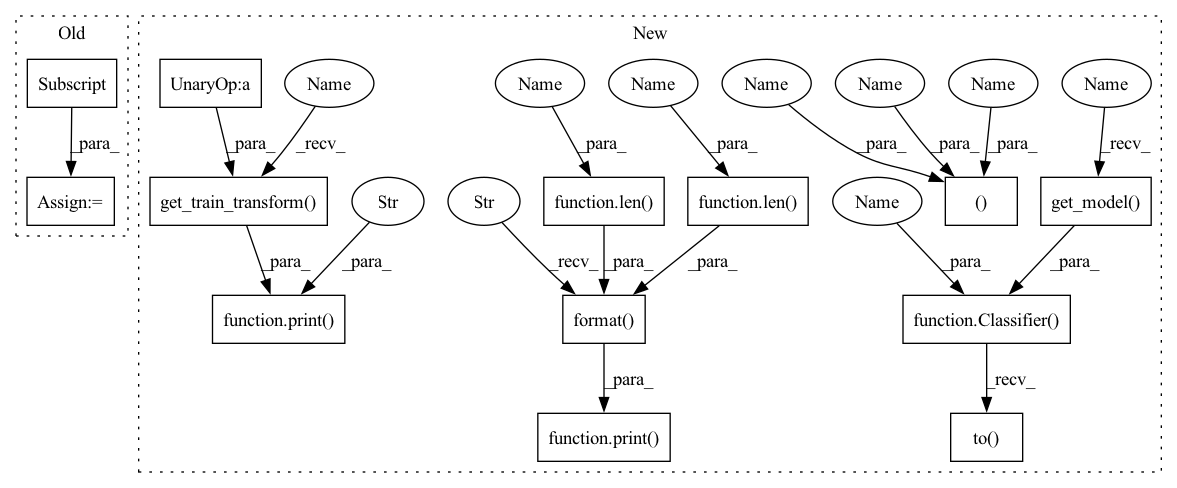 Old
New
Subscript
UnaryOp:a
Name
Name
Name
Name
Name
Name
Name
_para_
_para_
_recv_
_para_
_para_
_para_
_para_
_para_
_recv_
Assign:=
get_train_transform()
Str
Str
function.len()
function.len()
Name
()
get_model()
_para_
_para_
_recv_
_para_
_para_
_para_
_para_
function.print()
format()
function.Classifier()
_para_
_recv_
function.print()
to()